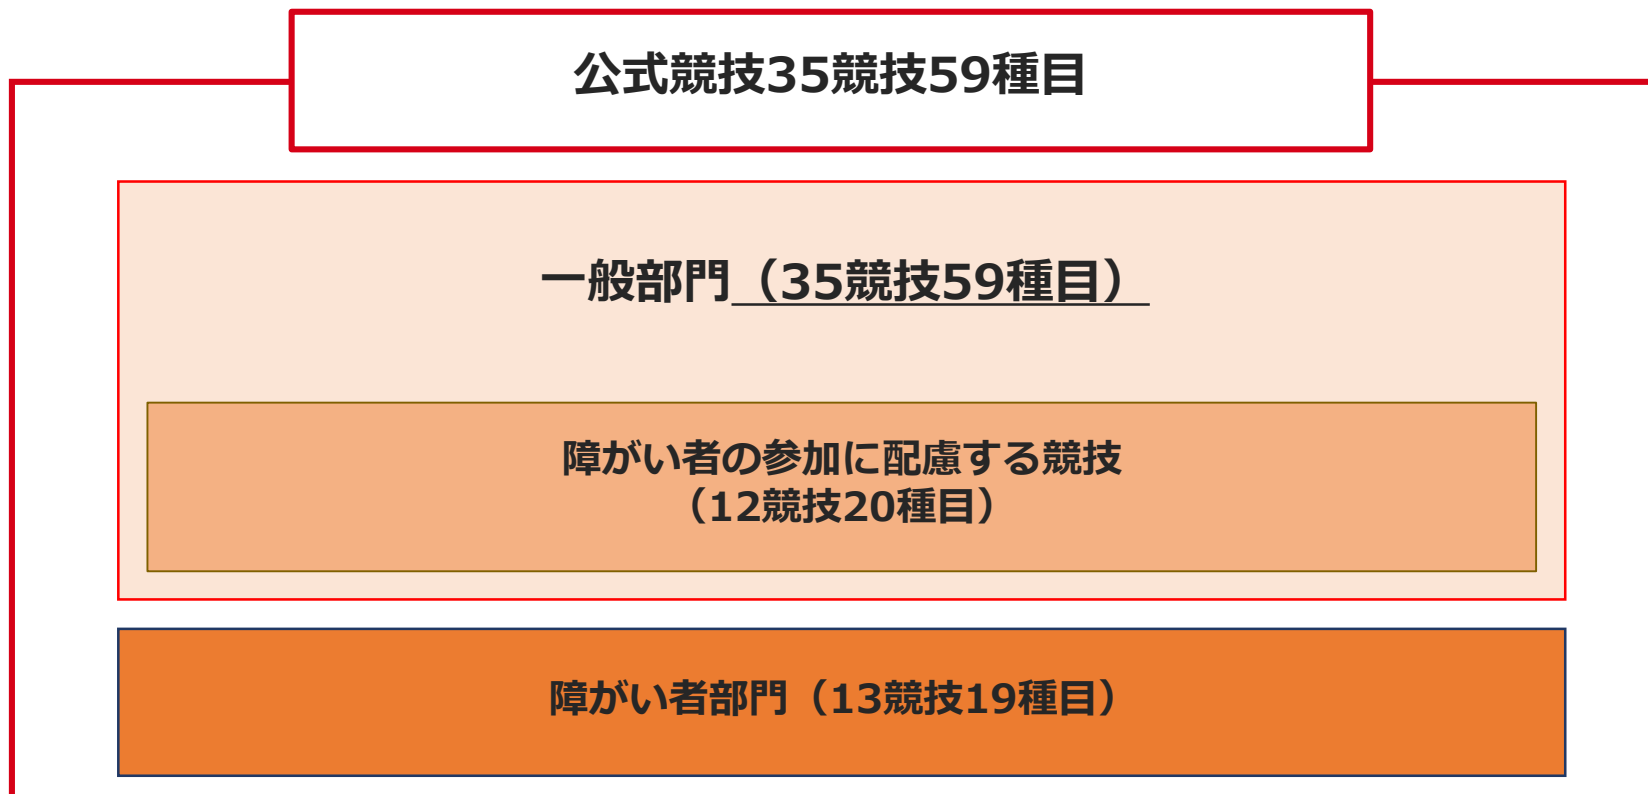 公式競技35競技59種目
一般部門（35競技59種目）
障がい者の参加に配慮する競技
（12競技20種目）
障がい者部門（13競技19種目）